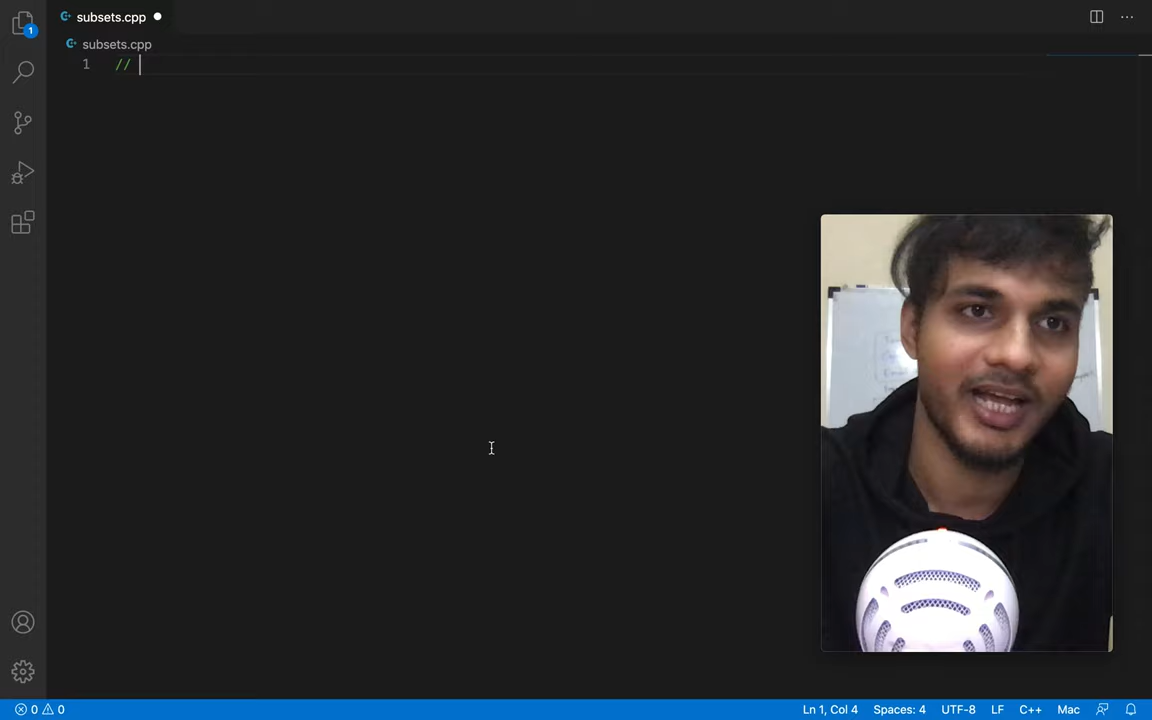 subsets.cpp
subsets.cpp
1 //
1
0 0
Ln 1, Col 4 Spaces: 4 UTF-8 LF C++ Mac